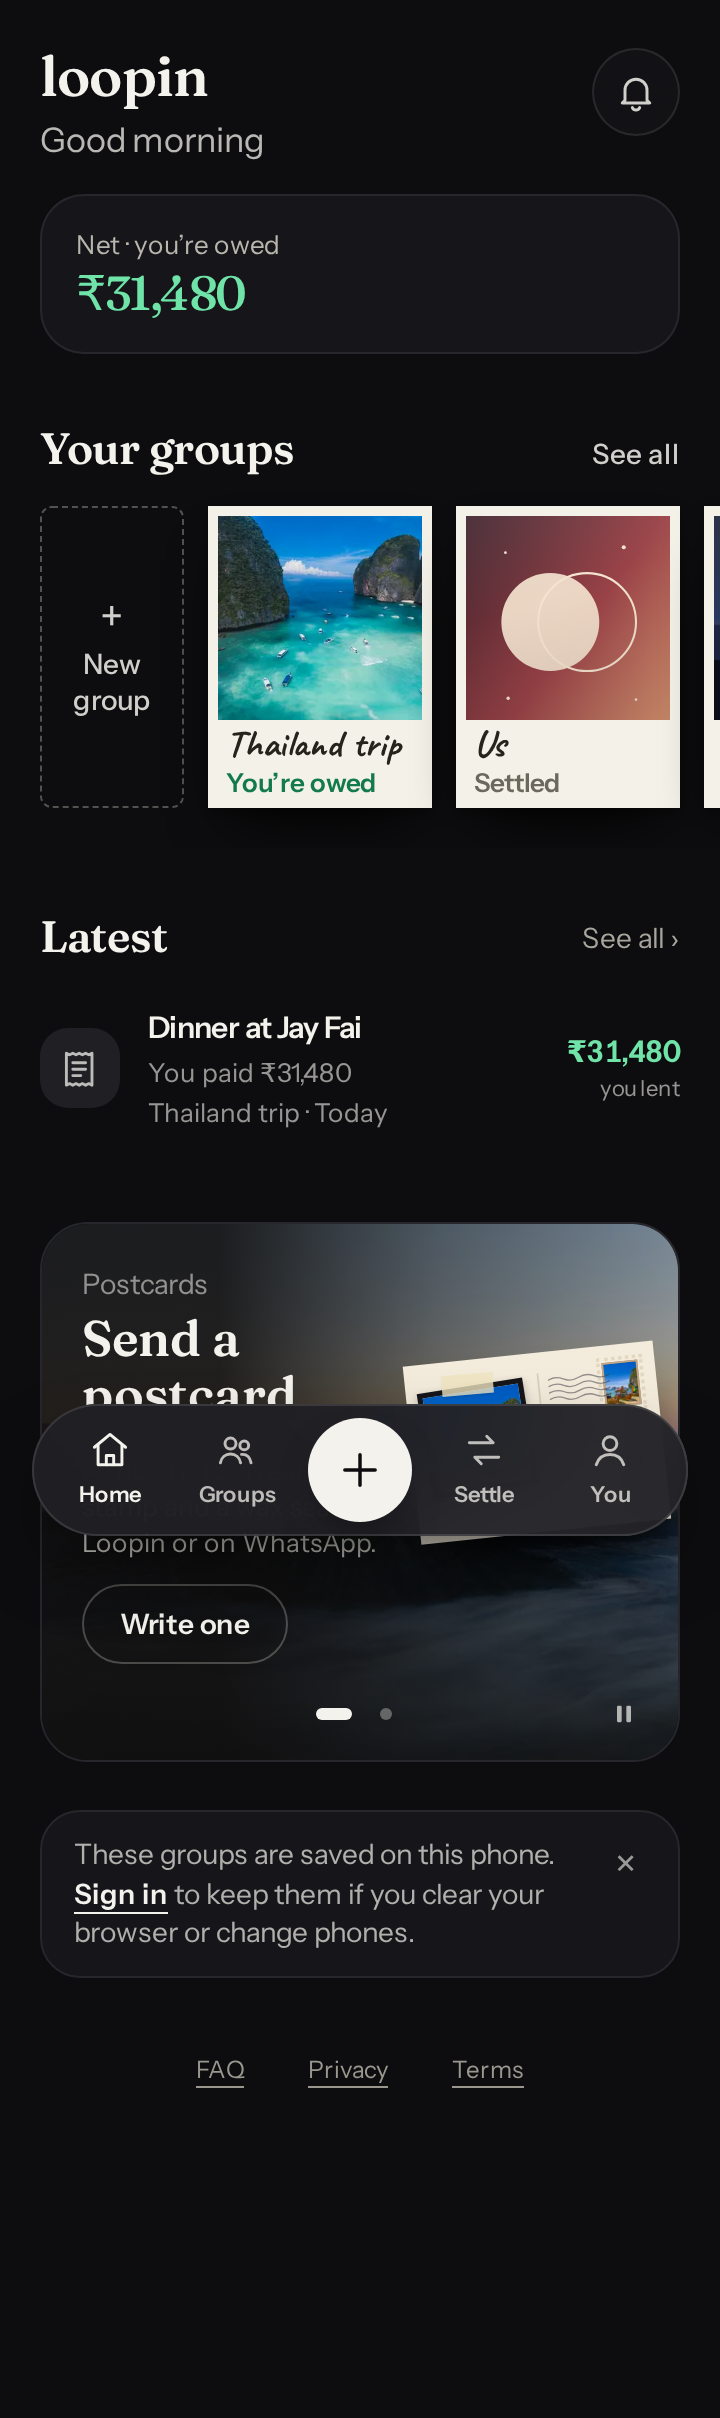 loopin
Good morning
Net · you’re owed
₹31,480
Your groups
See all
+
New
group
Thailand trip
You’re owed
Us
Settled
Latest
See all ›
Dinner at Jay Fai
You paid ₹31,480
Thailand trip · Today
₹31,480
you lent
Postcards
Send a
postcard
Home
Groups
Settle
You
Loopin or on WhatsApp.
Write one
These groups are saved on this phone.
Sign in to keep them if you clear your
browser or change phones.
FAQ
Privacy
Terms